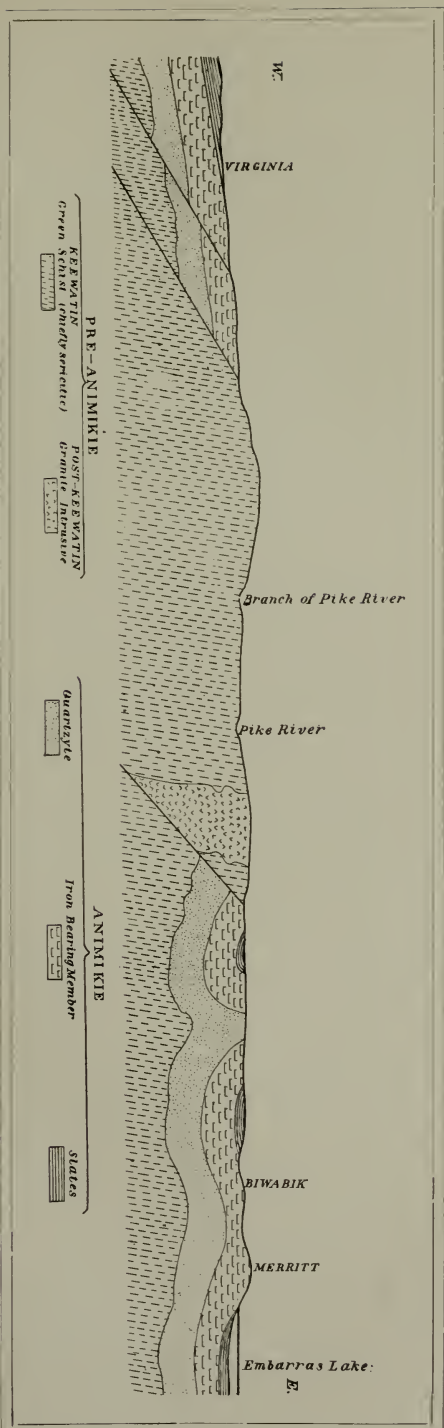 W.
VIRGINIA
Branch of Pike River
Pike River
BIWABIK
MERRITT
Embarras Lake:
E.
PRE-ANIMIKIE
KEEWATIN
Green Schist (chiefly sericitic)
POST-KEEWATIN
Granite Intrusive
ANIMIKIE
Quartzyte
Iron Bearing Member
Slates